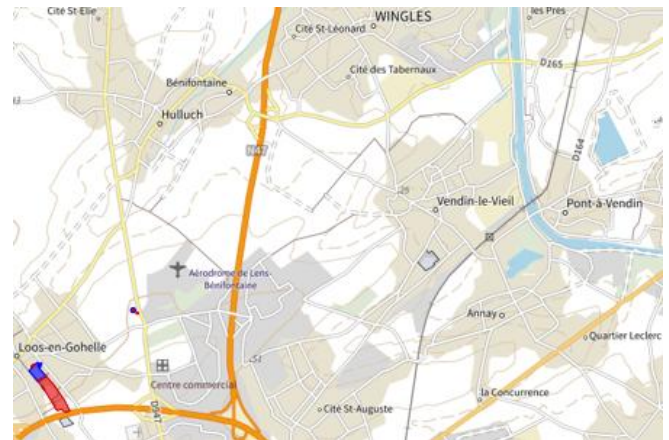 Cité St-Elie
WINGLES
les Prés
Cité St-Léonard
Cité des Tabernaux
D165
Bénifontaine
Hulluch
N47
D164
Vendin-le-Vieil
Pont-à-Vendin
Aérodrome de Lens-
Bénifontaine
Annay
Loos-en-Gohelle
Quartier Leclerc
Centre commercial
la Concurrence
D947
Cité St-Auguste